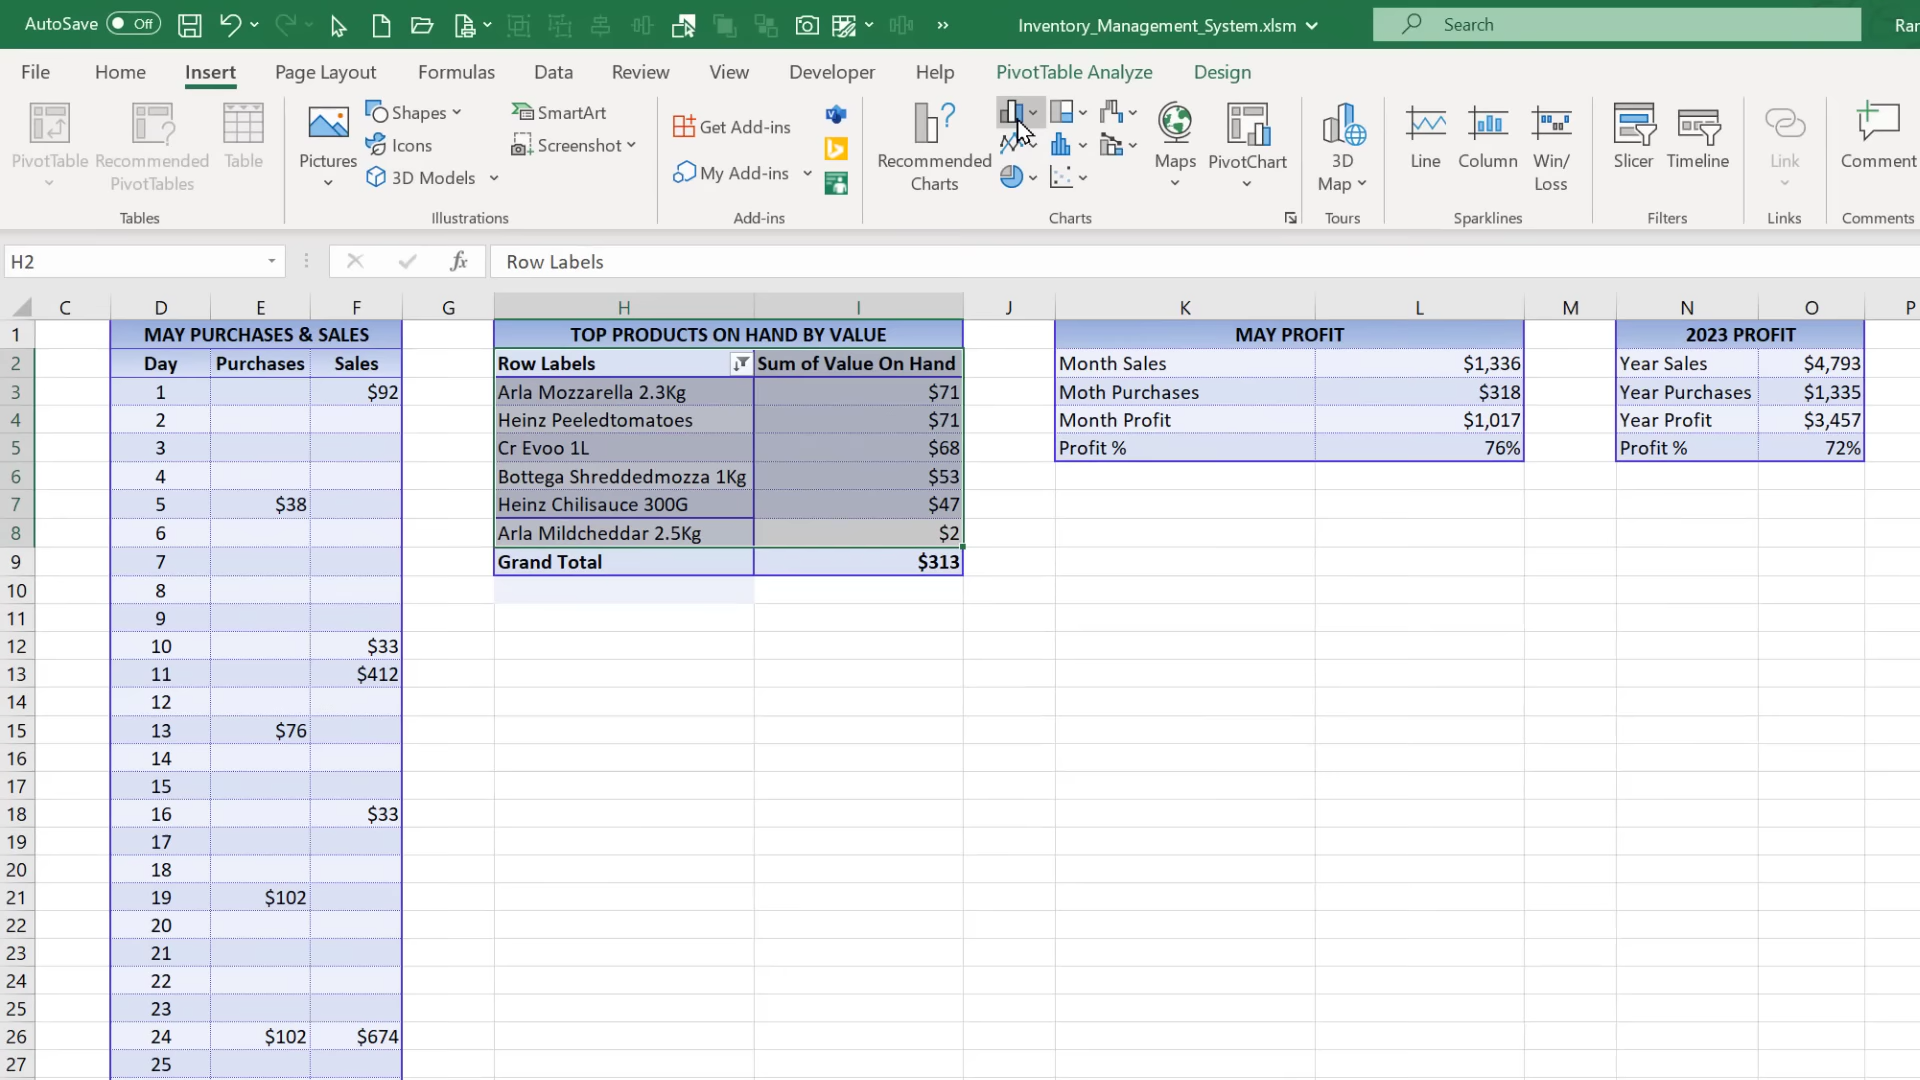 AutoSave Off Inventory_Management_System.xlsm Search Rar
File Home Insert Page Layout Formulas Data Review View Developer Help PivotTable Analyze Design
PivotTable Recommended PivotTables Table
Tables
Pictures Shapes Icons 3D Models SmartArt Screenshot
Illustrations
Get Add-ins My Add-ins
Add-ins
Recommended Charts Maps PivotChart
Charts
3D Map
Tours
Line Column Win/Loss
Sparklines
Slicer Timeline
Filters
Link
Links
Comment
Comments
H2 fx Row Labels
C D E F G H I J K L M N O P
1 MAY PURCHASES & SALES TOP PRODUCTS ON HAND BY VALUE MAY PROFIT 2023 PROFIT
2 Day Purchases Sales Row Labels Sum of Value On Hand Month Sales $1,336 Year Sales $4,793
3 1 $92 Arla Mozzarella 2.3Kg $71 Moth Purchases $318 Year Purchases $1,335
4 2 Heinz Peeledtomatoes $71 Month Profit $1,017 Year Profit $3,457
5 3 Cr Evoo 1L $68 Profit % 76% Profit % 72%
6 4 Bottega Shreddedmozza 1Kg $53
7 5 $38 Heinz Chilisauce 300G $47
8 6 Arla Mildcheddar 2.5Kg $2
9 7 Grand Total $313
10 8
11 9
12 10 $33
13 11 $412
14 12
15 13 $76
16 14
17 15
18 16 $33
19 17
20 18
21 19 $102
22 20
23 21
24 22
25 23
26 24 $102 $674
27 25